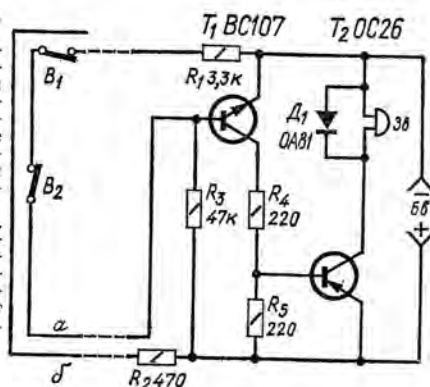 T₁ BC107 T₂ OC26
B₁
R₁ 3,3к
Д₁
OA81
Зв
B₂
R₃
47к
R₄
220
–
6в
+
R₅
220
а
б
R₂ 470